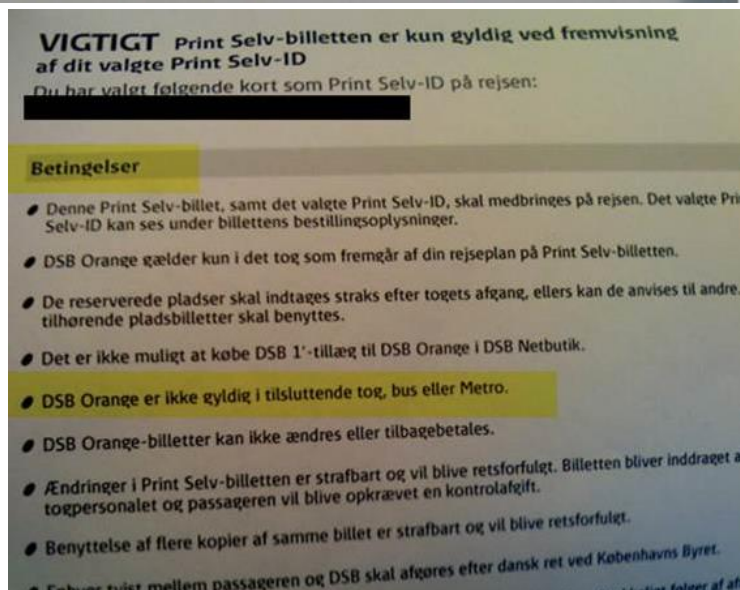 VIGTIGT Print Selv-billetten er kun gyldig ved fremvisning
af dit valgte Print Selv-ID
Du har valgt følgende kort som Print Selv-ID på rejsen:
Betingelser
Denne Print Selv-billet, samt det valgte Print Selv-ID, skal medbringes på rejsen. Det valgte Pri
Selv-ID kan ses under billettens bestillingsoplysninger.
DSB Orange gælder kun i det tog som fremgår af din rejseplan på Print Selv-billetten.
De reserverede pladser skal indtages straks efter togets afgang, ellers kan de anvises til andre.
tilhørende pladsbilletter skal benyttes.
Det er ikke muligt at købe DSB 1'-tillæg til DSB Orange i DSB Netbutik.
DSB Orange er ikke gyldig i tilsluttende tog, bus eller Metro.
DSB Orange-billetter kan ikke ændres eller tilbagebetales.
Ændringer i Print Selv-billetten er strafbart og vil blive retsforfulgt. Billetten bliver inddraget a
togpersonalet og passageren vil blive opkrævet en kontrolafgift.
Benyttelse af flere kopier af samme billet er strafbart og vil blive retsforfulgt.
tvist mellem passageren og DSB skal afgøres efter dansk ret ved Københavns Byret.
følger af af